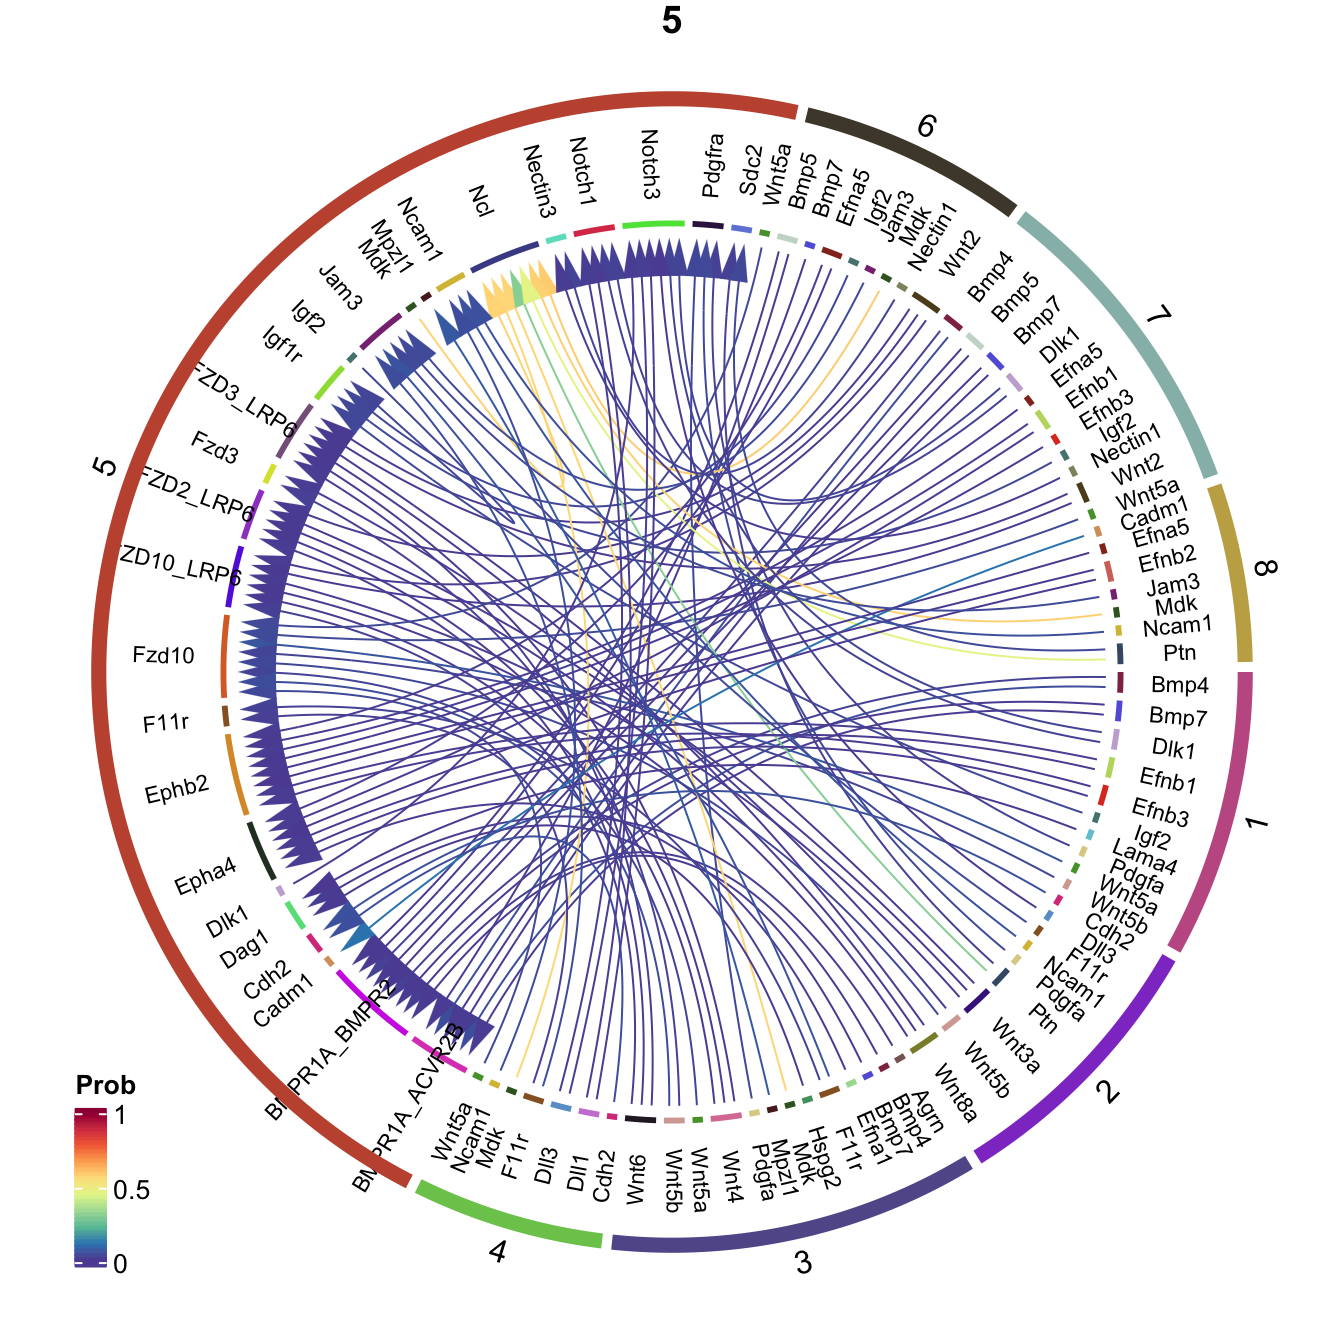 5
5
6
7
8
1
2
3
4
Ncl
Nectin3
Notch1
Notch3
Pdgfra
Sdc2
Wnt5a
Bmp5
Bmp7
Efna5
Igf2
Jam3
Mdk
Nectin1
Wnt2
Bmp4
Bmp5
Bmp7
Dlk1
Efna5
Efnb1
Efnb3
Igf2
Nectin1
Wnt2
Wnt5a
Cadm1
Efna5
Efnb2
Jam3
Mdk
Ncam1
Ptn
Bmp4
Bmp7
Dlk1
Efnb1
Efnb3
Igf2
Lama4
Pdgfa
Wnt5a
Wnt5b
Cdh2
Dll3
F11r
Ncam1
Pdgfa
Ptn
Wnt3a
Wnt5b
Wnt8a
Agrn
Bmp4
Bmp7
Efna1
F11r
Hspg2
Mdk
Mpzl1
Pdgfa
Wnt4
Wnt5a
Wnt5b
Wnt6
Cdh2
Dll1
Dll3
F11r
Mdk
Ncam1
Wnt5a
BMPR1A_ACVR2B
BMPR1A_BMPR2
Cadm1
Cdh2
Dag1
Dlk1
Epha4
Ephb2
F11r
Fzd10
ZD10_LRP6
FZD2_LRP6
Fzd3
FZD3_LRP6
Igf1r
Igf2
Jam3
Mdk
Mpzl1
Ncam1
Prob
1
0.5
0